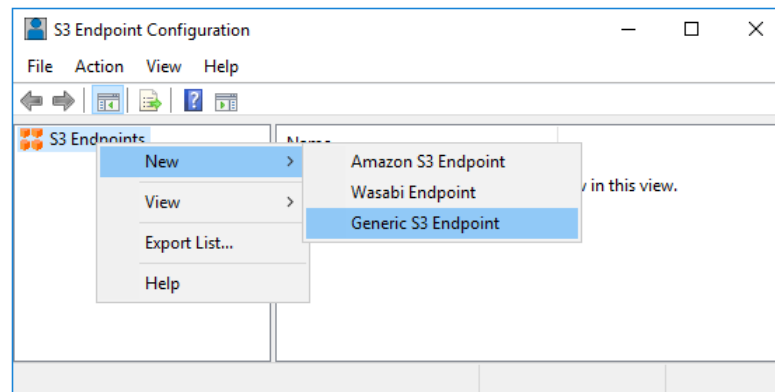 S3 Endpoint Configuration
File Action View Help
S3 Endpoints
New
View
Export List...
Help
Amazon S3 Endpoint
Wasabi Endpoint
Generic S3 Endpoint
in this view.